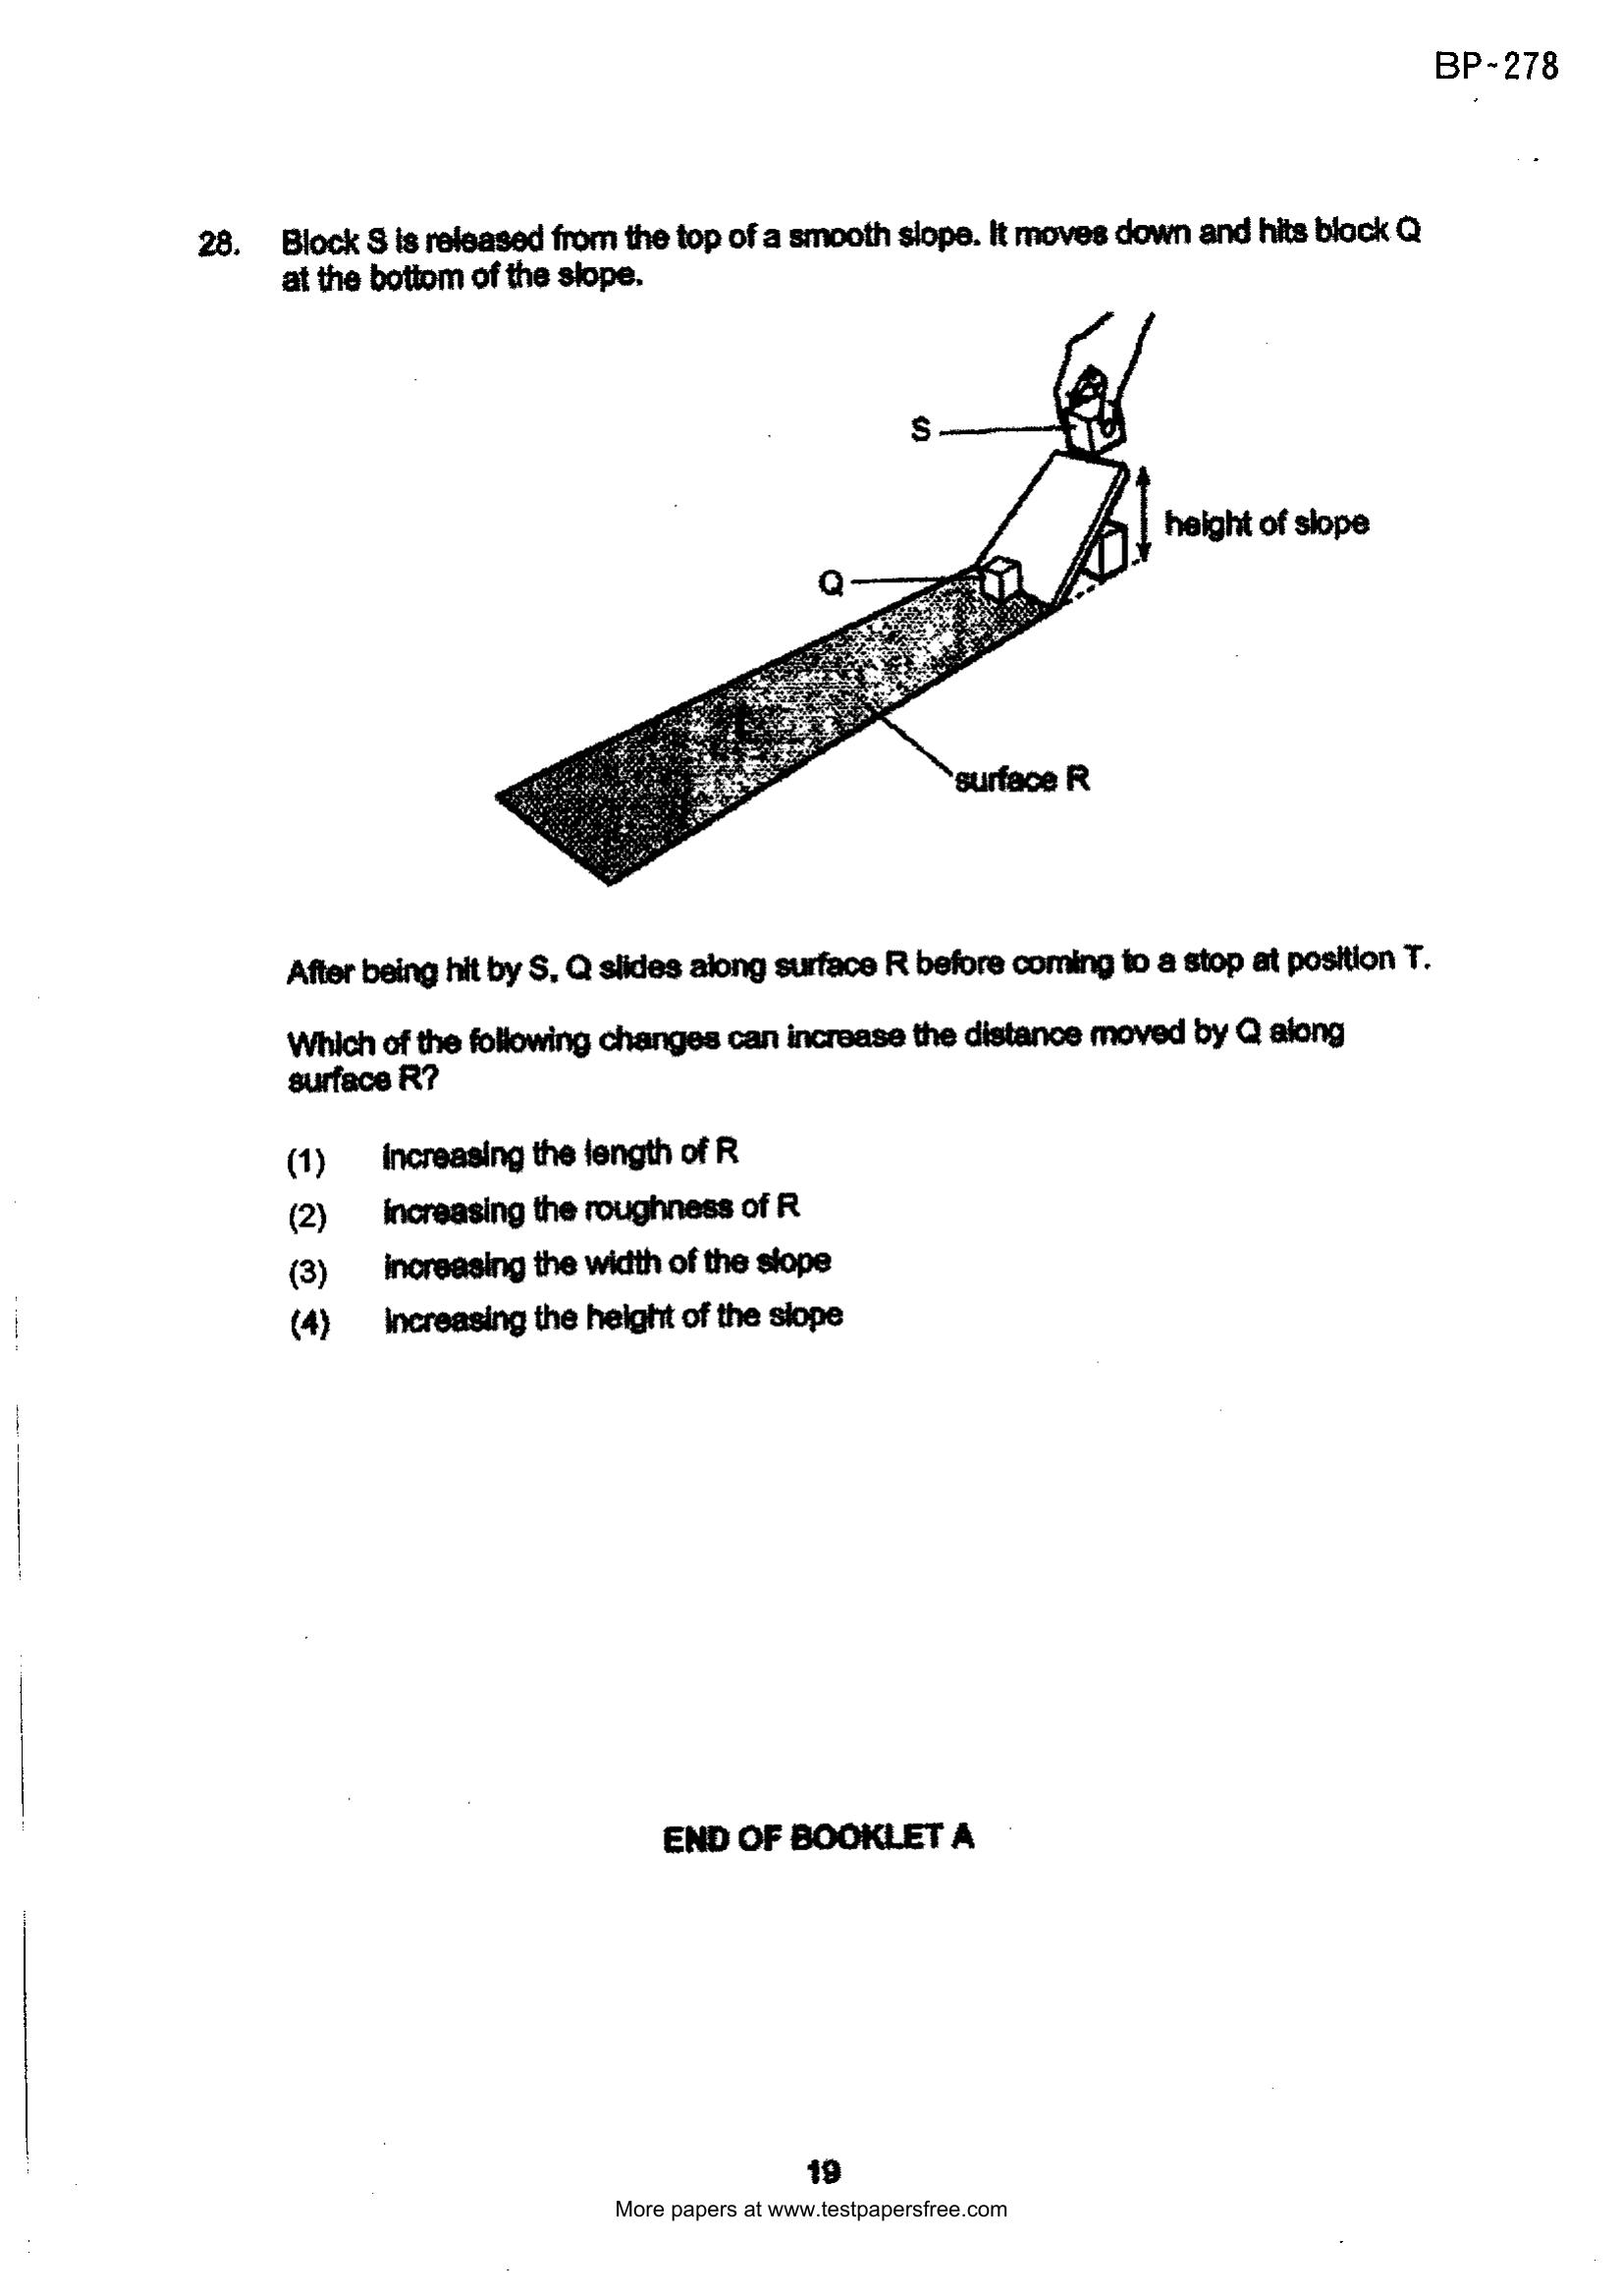 BP-278
28. Block S is released from the top of a smooth slope. It moves down and hits block Q
at the bottom of the slope.
S
height of slope
Q
surface R
After being hit by S, Q slides along surface R before coming to a stop at position T.
Which of the following changes can increase the distance moved by Q along
surface R?
(1) increasing the length of R
(2) increasing the roughness of R
(3) increasing the width of the slope
(4) increasing the height of the slope
END OF BOOKLET A
19
More papers at www.testpapersfree.com